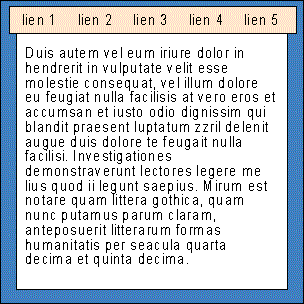 lien 1 lien 2 lien 3 lien 4 lien 5
Duis autem vel eum iriure dolor in
hendrerit in vulputate velit esse
molestie consequat, vel illum dolore
eu feugiat nulla facilisis at vero eros et
accumsan et iusto odio dignissim qui
blandit praesent luptatum zzril delenit
augue duis dolore te feugait nulla
facilisi. Investigationes
demonstraverunt lectores legere me
lius quod ii legunt saepius. Mirum est
notare quam littera gothica, quam
nunc putamus parum claram,
anteposuerit litterarum formas
humanitatis per seacula quarta
decima et quinta decima.